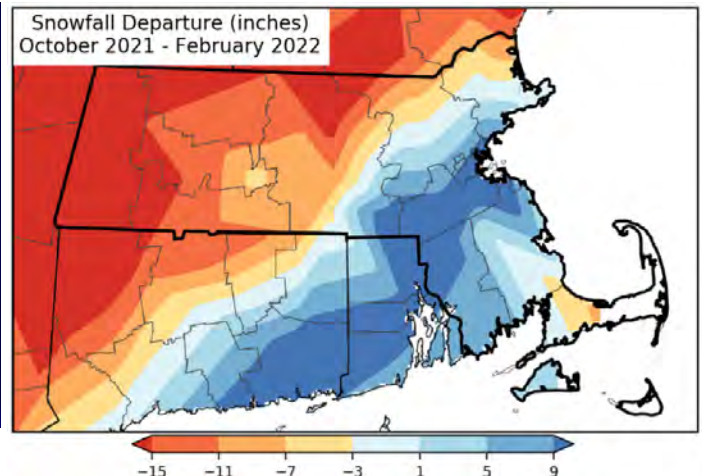 Snowfall Departure (inches)
October 2021 - February 2022
−15 −11 −7 −3 1 5 9